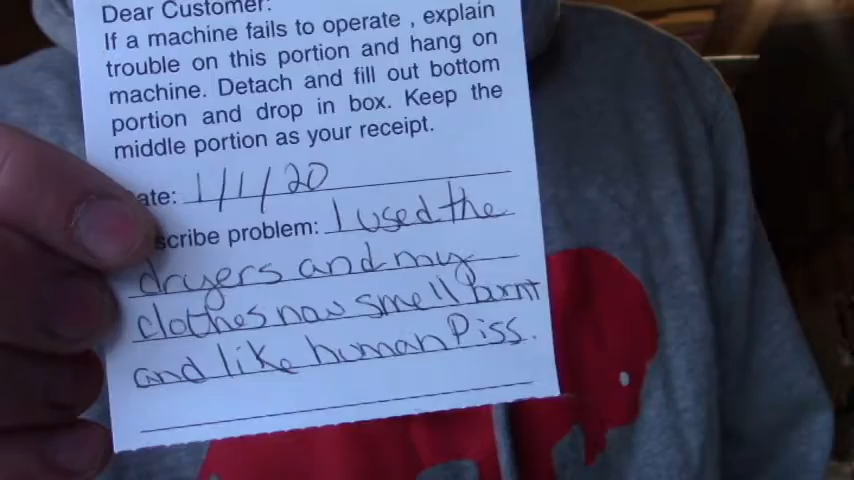 Dear Customer:
If a machine fails to operate , explain
trouble on this portion and hang on
machine. Detach and fill out bottom
portion and drop in box. Keep the
middle portion as your receipt.
ate: 1/1/20
scribe problem: I used the
dryers and my
clothes now smell burnt
and like human Piss.